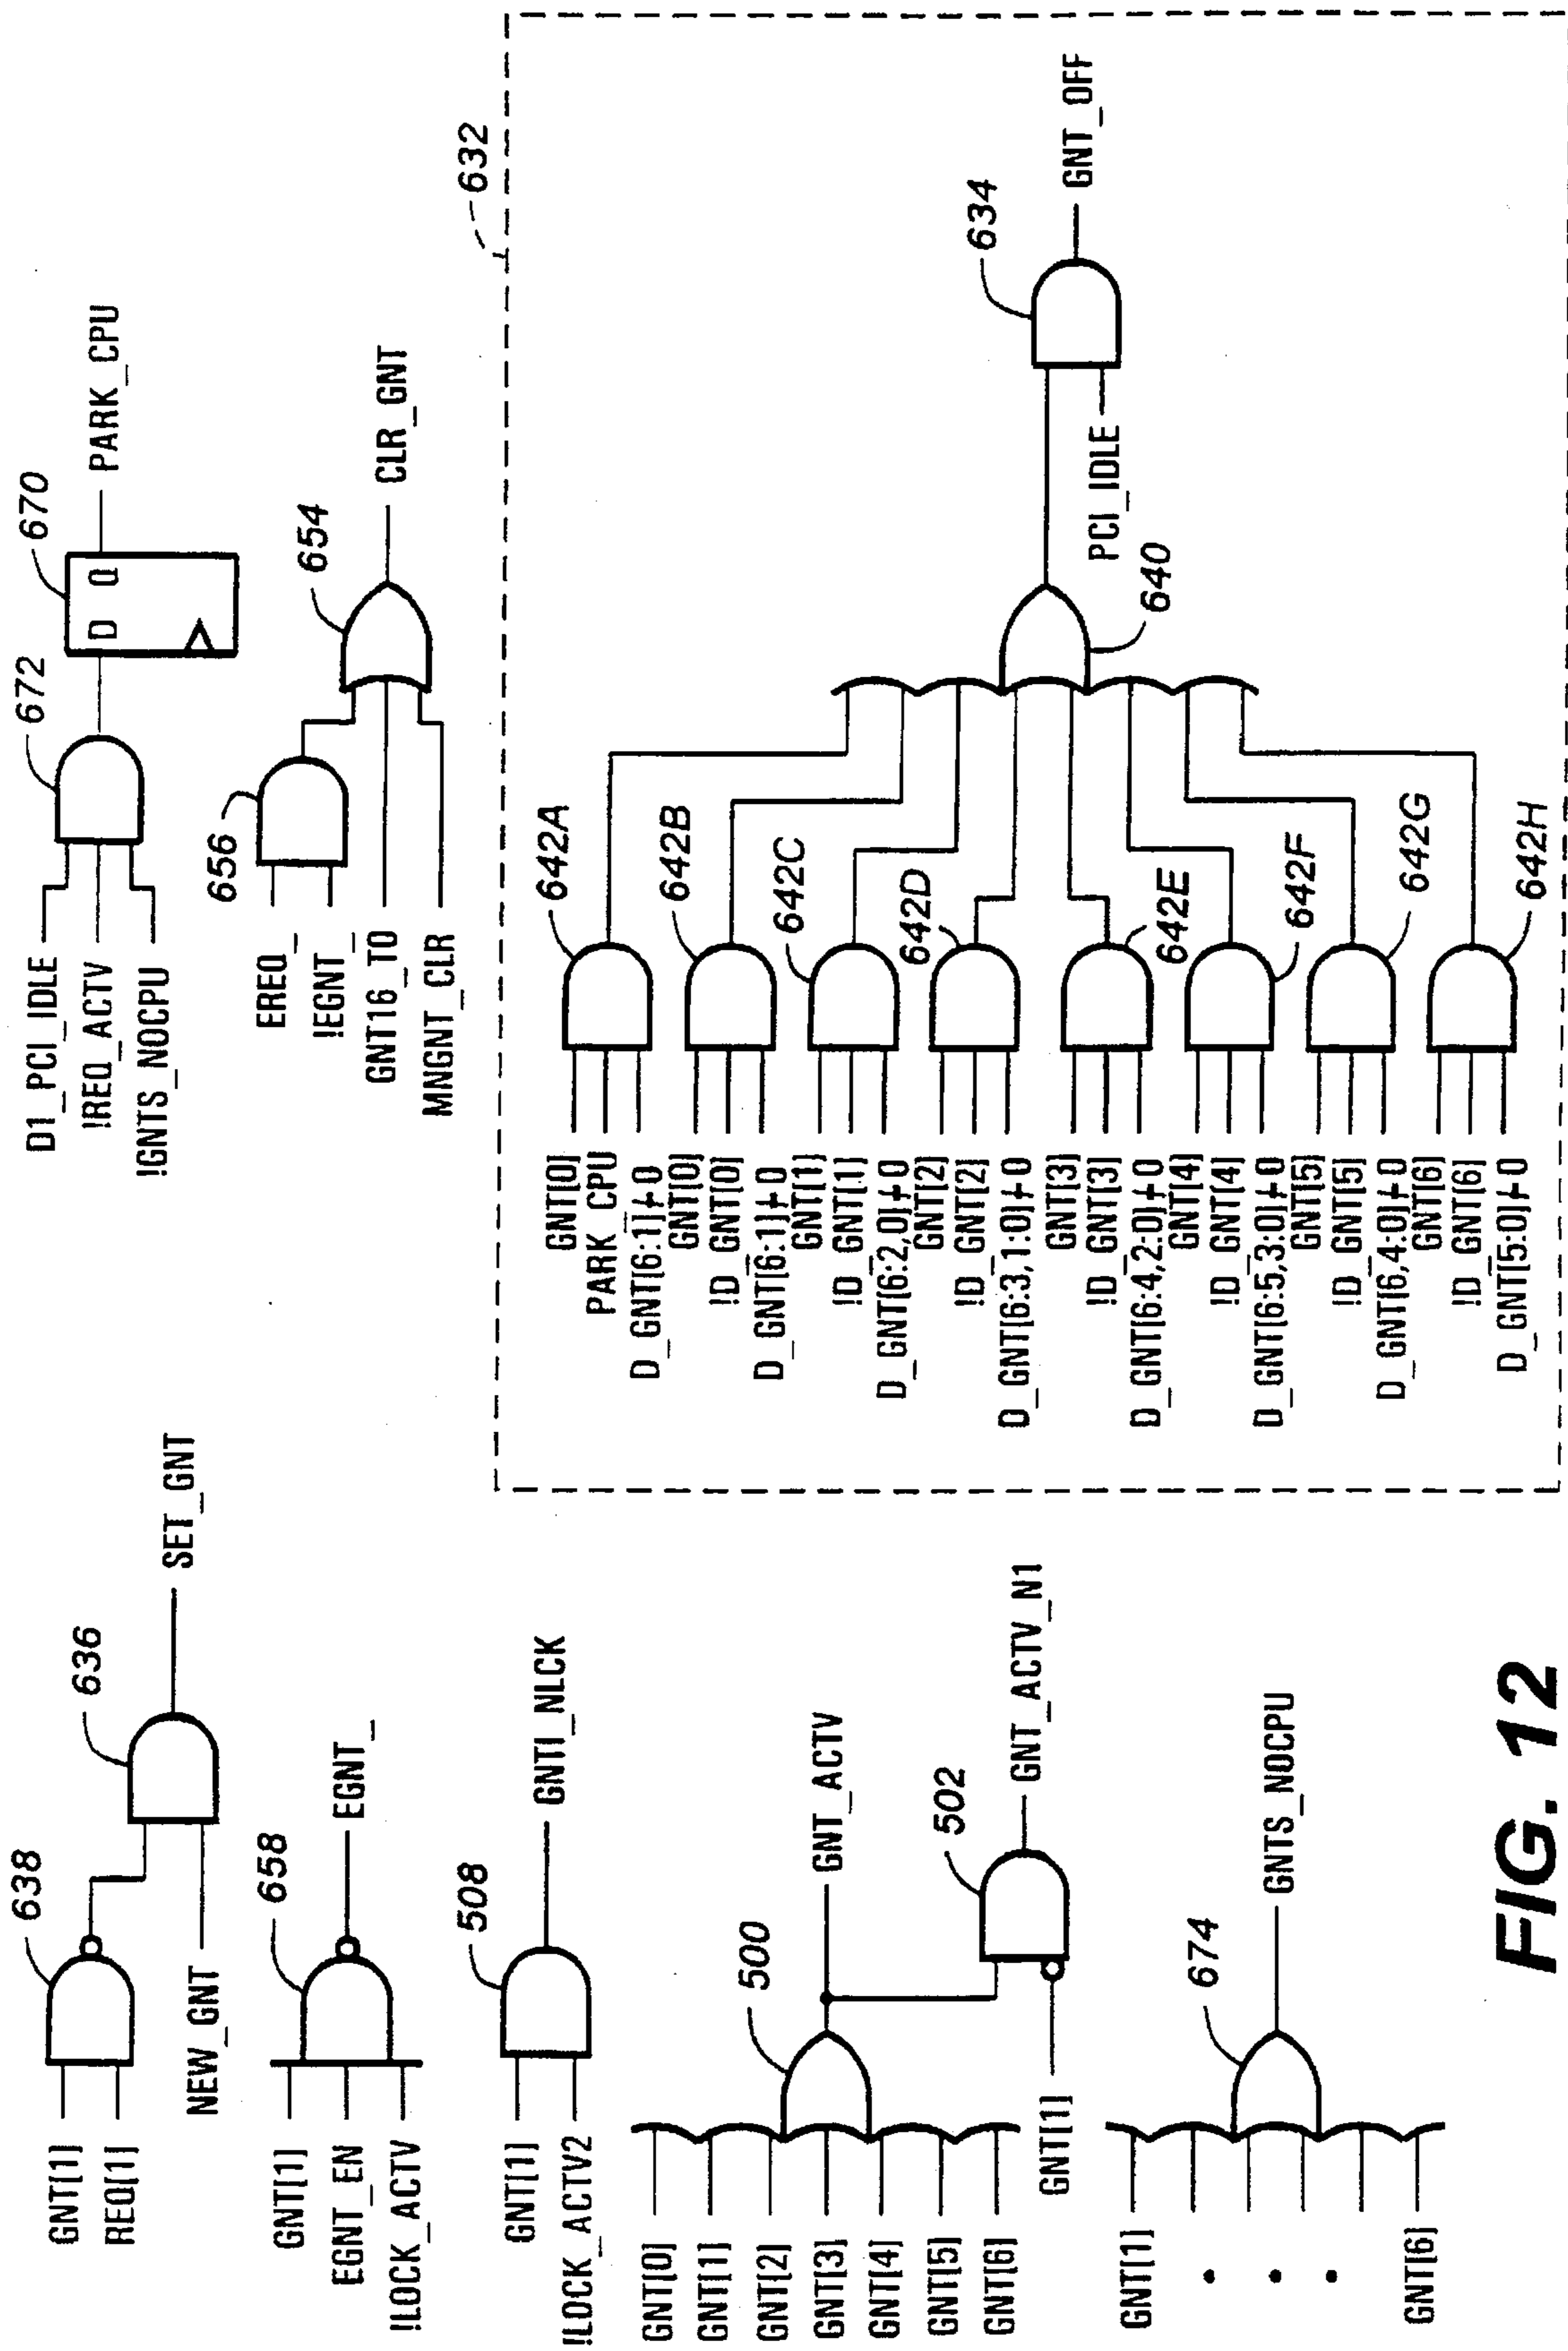 GNT[1]
REQ[1]
638
NEW_GNT
636
SET_GNT
GNT[1]
EGNT_EN
!LOCK_ACTV
658
EGNT_
GNT[1]
!LOCK_ACTV2
508
GNTI_NLCK
GNT[0]
GNT[1]
GNT[2]
GNT[3]
GNT[4]
GNT[5]
GNT[6]
500
GNT_ACTV
GNT[1]
502
GNT_ACTV_N1
GNT[1]
GNT[6]
674
GNTS_NOCPU
D1_PCI_IDLE
!REQ_ACTV
!GNTS_NOCPU
672
D Q
670
PARK_CPU
EREQ_
!EGNT_
656
GNT16_TO
MNGNT_CLR
654
CLR_GNT
632
GNT[0]
PARK_CPU
D_GNT[6:1]≠0
642A
GNT[0]
!D_GNT[0]
D_GNT[6:1]≠0
642B
GNT[1]
!D_GNT[1]
D_GNT[6:2,0]≠0
642C
GNT[2]
!D_GNT[2]
D_GNT[6:3,1:0]≠0
642D
GNT[3]
!D_GNT[3]
D_GNT[6:4,2:0]≠0
642E
GNT[4]
!D_GNT[4]
D_GNT[6:5,3:0]≠0
642F
GNT[5]
!D_GNT[5]
D_GNT[6,4:0]≠0
642G
GNT[6]
!D_GNT[6]
D_GNT[5:0]≠0
642H
640
PCI_IDLE
634
GNT_OFF
FIG. 12